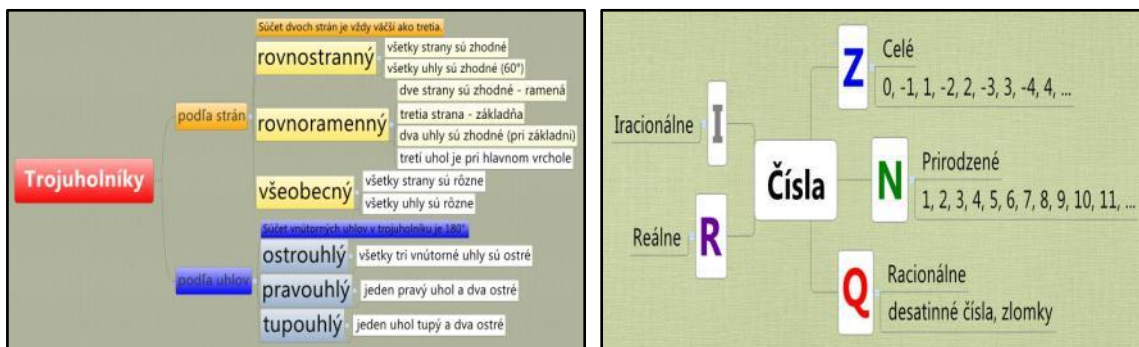 Trojuholníky
podľa strán
Súčet dvoch strán je vždy väčší ako tretia.
rovnostranný
všetky strany sú zhodné
všetky uhly sú zhodné (60°)
rovnoramenný
dve strany sú zhodné - ramená
tretia strana - základňa
dva uhly sú zhodné (pri základni)
tretí uhol je pri hlavnom vrchole
všeobecný
všetky strany sú rôzne
všetky uhly sú rôzne
podľa uhlov
Súčet vnútorných uhlov v trojuholníku je 180°
ostrouhlý
všetky tri vnútorné uhly sú ostré
pravouhlý
jeden pravý uhol a dva ostré
tupouhlý
jeden uhol tupý a dva ostré
Čísla
Z
Celé
0, -1, 1, -2, 2, -3, 3, -4, 4, ...
N
Prirodzené
1, 2, 3, 4, 5, 6, 7, 8, 9, 10, 11, ...
Q
Racionálne
desatinné čísla, zlomky
Iracionálne
I
Reálne
R